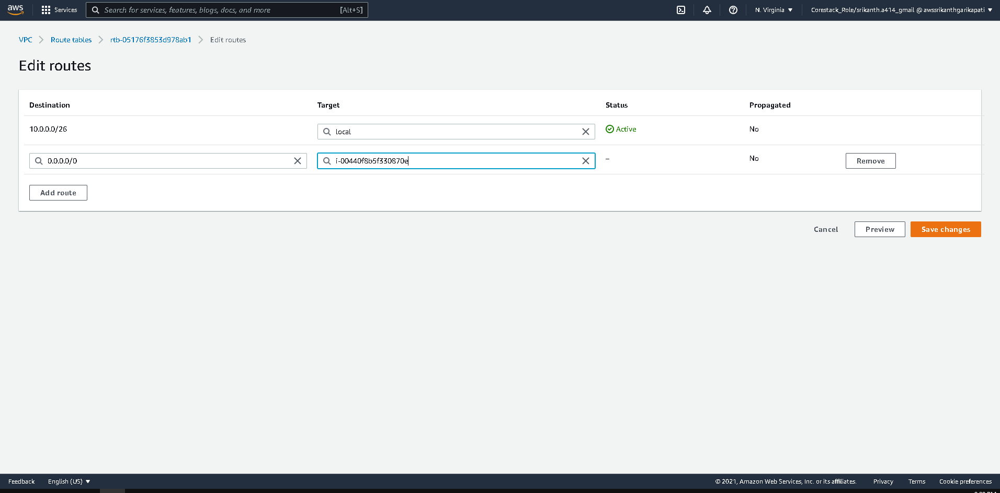 aws Services Search for services, features, blogs, docs, and more [Alt+S] N. Virginia ▼ Corestack_Role/srikanth.a414_gmail @ awssrikanthgarikapati ▼
VPC > Route tables > rtb-05176f3853d978ab1 > Edit routes
Edit routes
Destination Target Status Propagated
10.0.0.0/26 local Active No
0.0.0.0/0 i-00440f8b5f330870e – No Remove
Add route
Cancel Preview Save changes
Feedback English (US) ▼ © 2021, Amazon Web Services, Inc. or its affiliates. Privacy Terms Cookie preferences